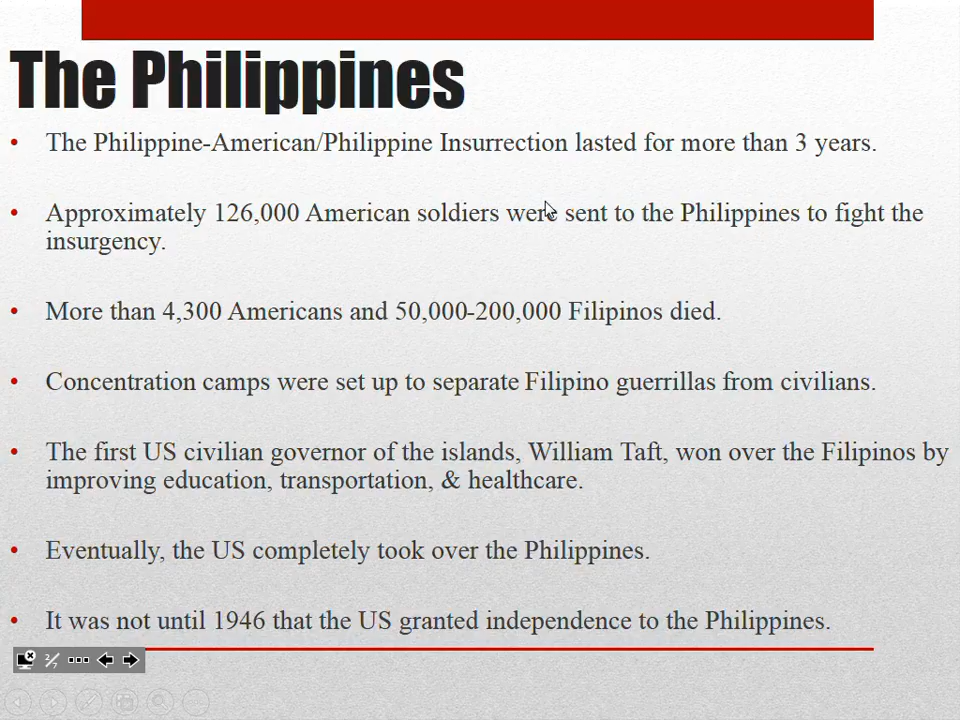 The Philippines
• The Philippine-American/Philippine Insurrection lasted for more than 3 years.
• Approximately 126,000 American soldiers were sent to the Philippines to fight the
insurgency.
• More than 4,300 Americans and 50,000-200,000 Filipinos died.
• Concentration camps were set up to separate Filipino guerrillas from civilians.
• The first US civilian governor of the islands, William Taft, won over the Filipinos by
improving education, transportation, & healthcare.
• Eventually, the US completely took over the Philippines.
• It was not until 1946 that the US granted independence to the Philippines.